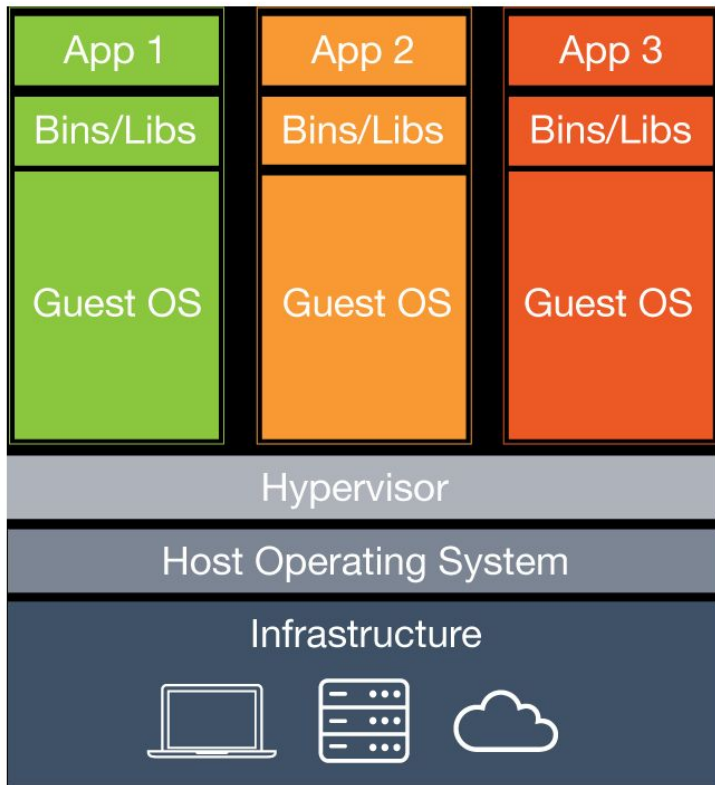 App 1
App 2
App 3
Bins/Libs
Bins/Libs
Bins/Libs
Guest OS
Guest OS
Guest OS
Hypervisor
Host Operating System
Infrastructure